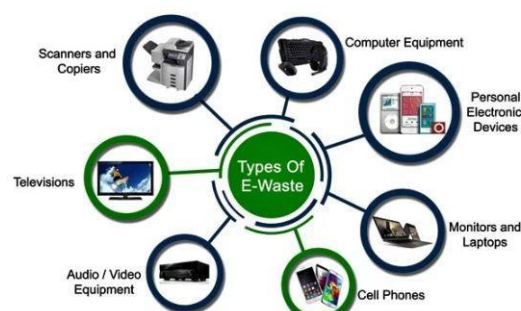 Scanners and
Copiers
Computer Equipment
Personal
Electronic
Devices
Types Of
E-Waste
Televisions
Monitors and
Laptops
Audio / Video
Equipment
Cell Phones